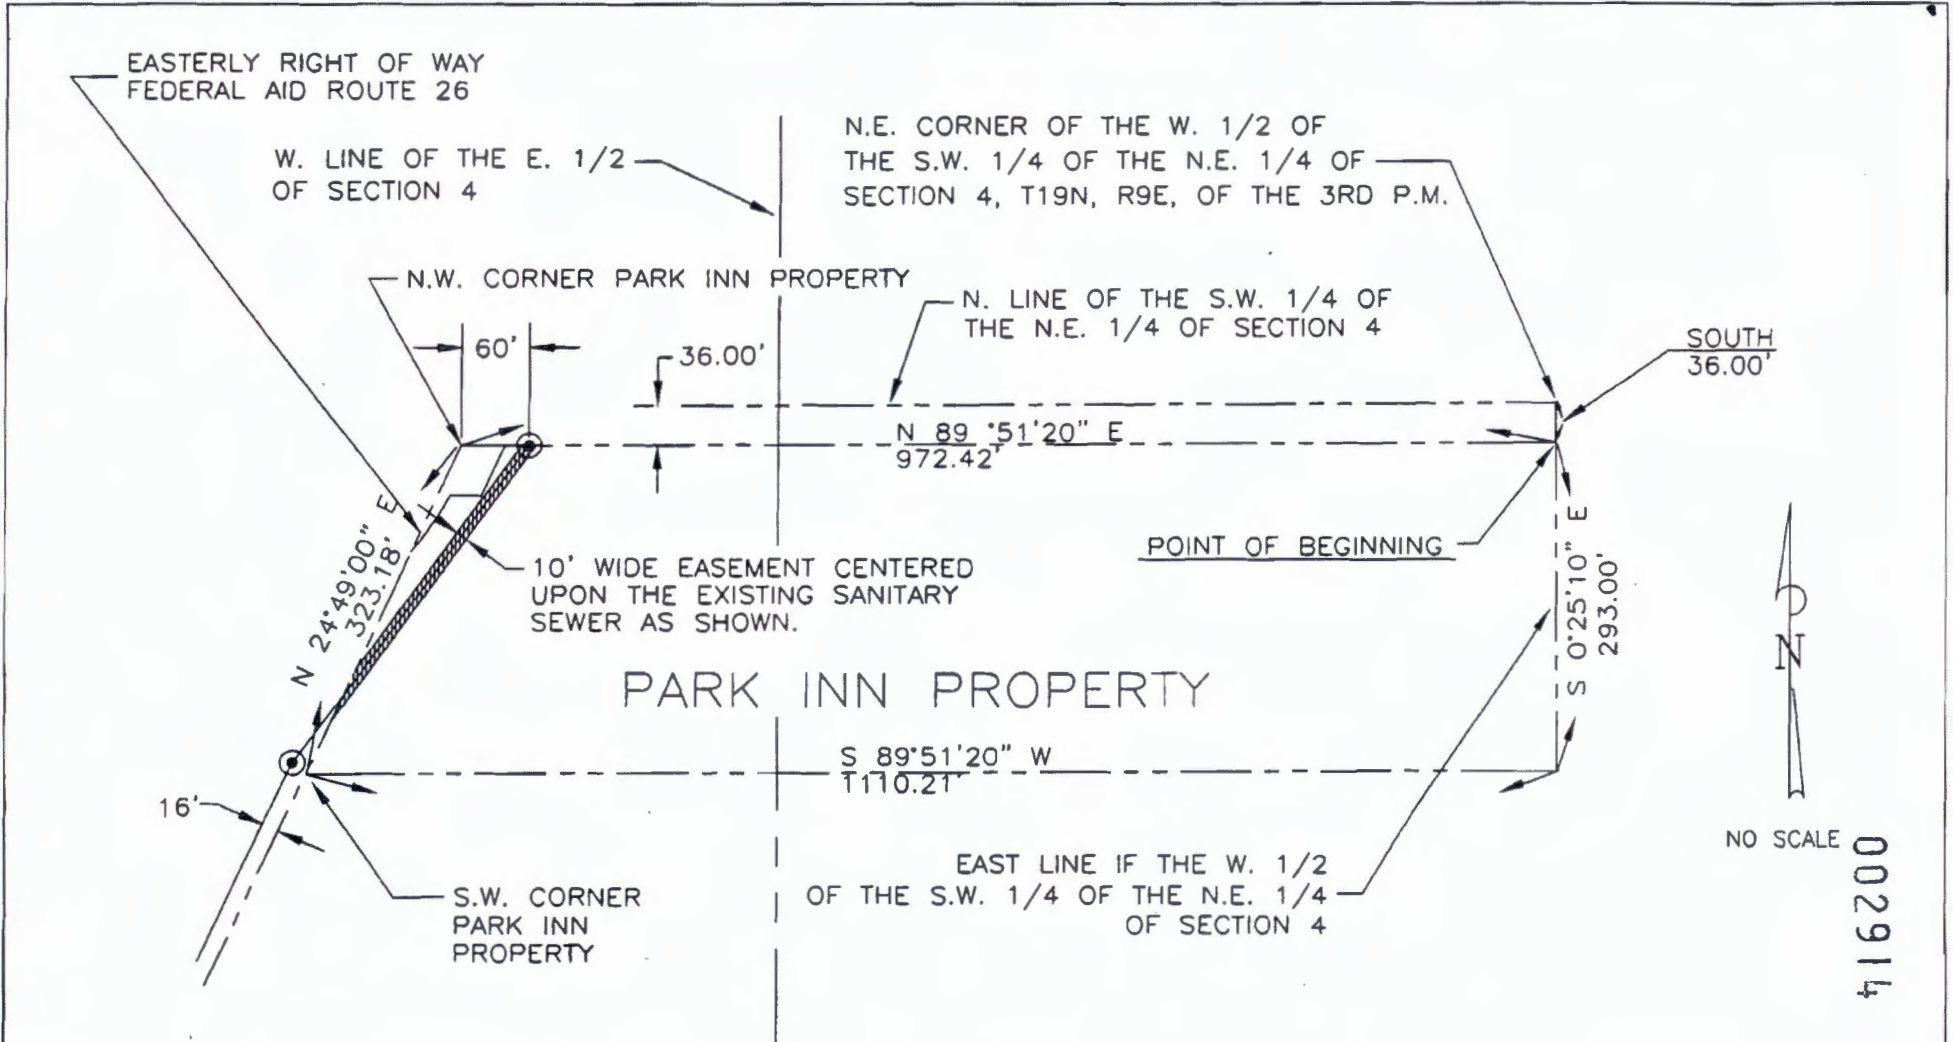 EASTERLY RIGHT OF WAY
FEDERAL AID ROUTE 26
W. LINE OF THE E. 1/2
OF SECTION 4
N.E. CORNER OF THE W. 1/2 OF
THE S.W. 1/4 OF THE N.E. 1/4 OF
SECTION 4, T19N, R9E, OF THE 3RD P.M.
N.W. CORNER PARK INN PROPERTY
N. LINE OF THE S.W. 1/4 OF
THE N.E. 1/4 OF SECTION 4
60'
36.00'
SOUTH
36.00'
N 89 °51'20" E
972.42'
N 24°49'00" E
323.18'
10' WIDE EASEMENT CENTERED
UPON THE EXISTING SANITARY
SEWER AS SHOWN.
POINT OF BEGINNING
S 0°25'10" E
293.00'
PARK INN PROPERTY
N
S 89°51'20" W
1110.21'
16'
NO SCALE
S.W. CORNER
PARK INN
PROPERTY
EAST LINE IF THE W. 1/2
OF THE S.W. 1/4 OF THE N.E. 1/4
OF SECTION 4
002914